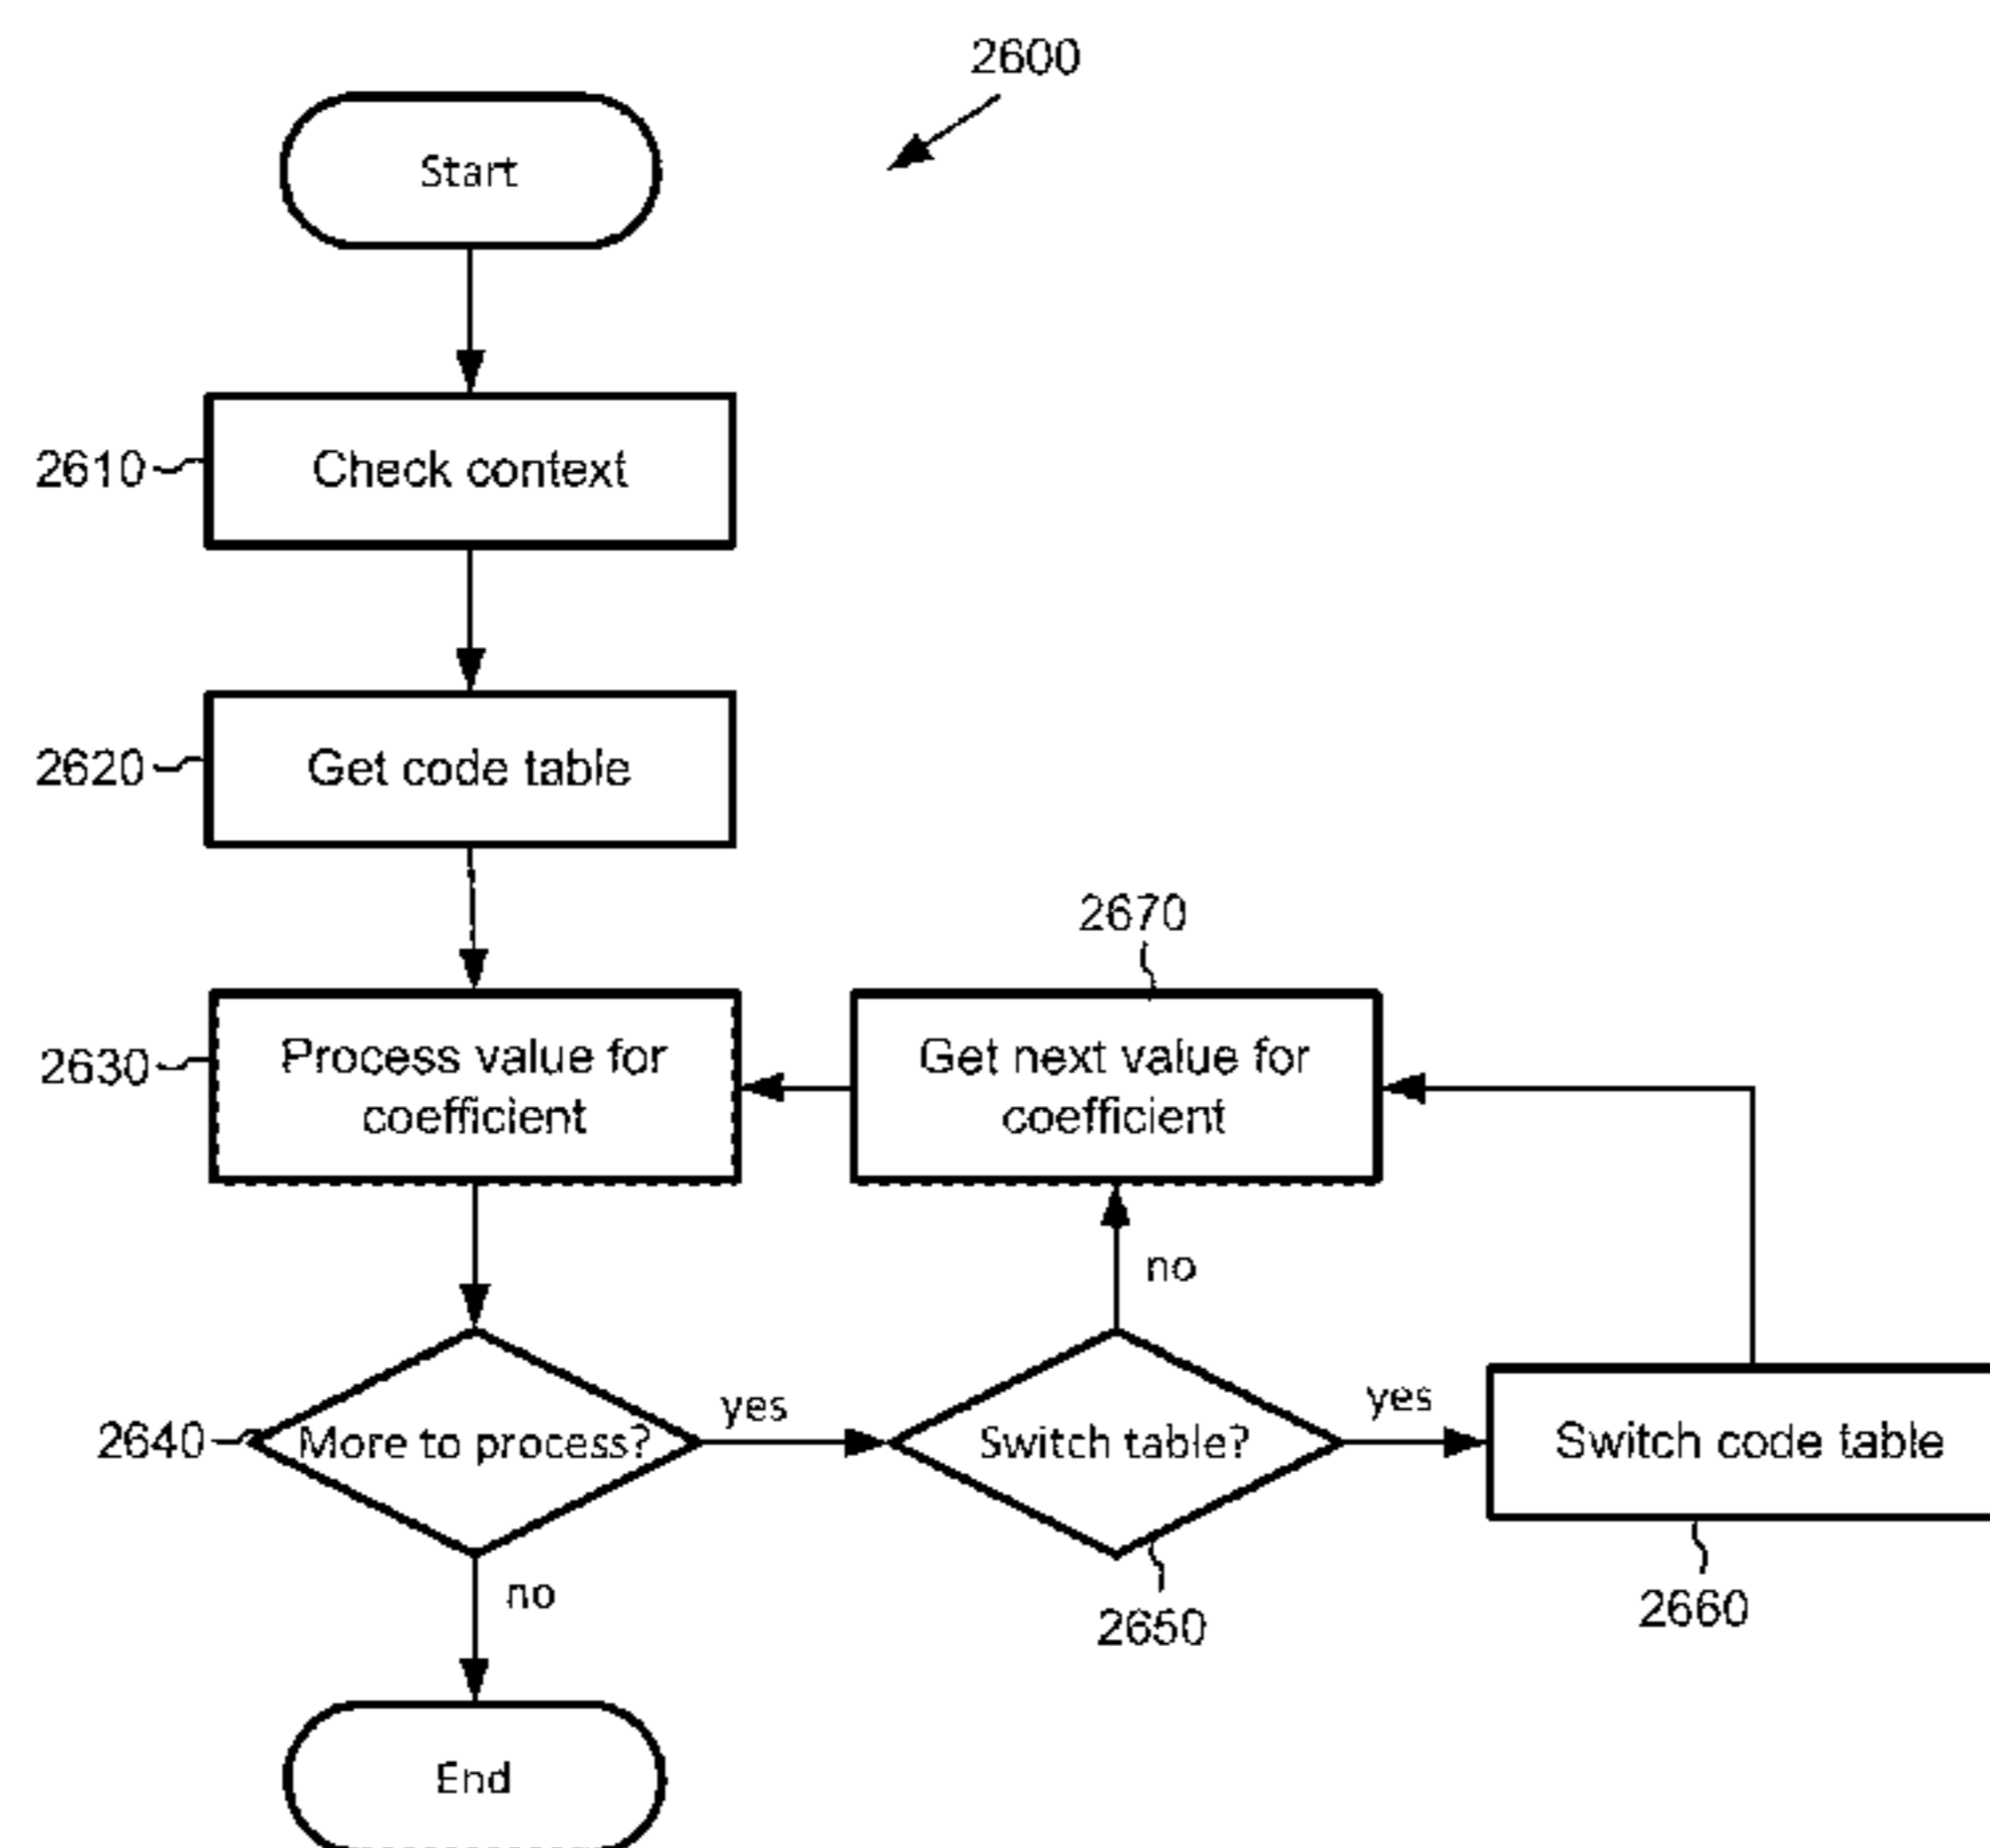 2600
Start
2610
Check context
2620
Get code table
2670
2630
Process value for
coefficient
Get next value for
coefficient
no
2640
More to process?
yes
Switch table?
yes
Switch code table
no
2650
2660
End